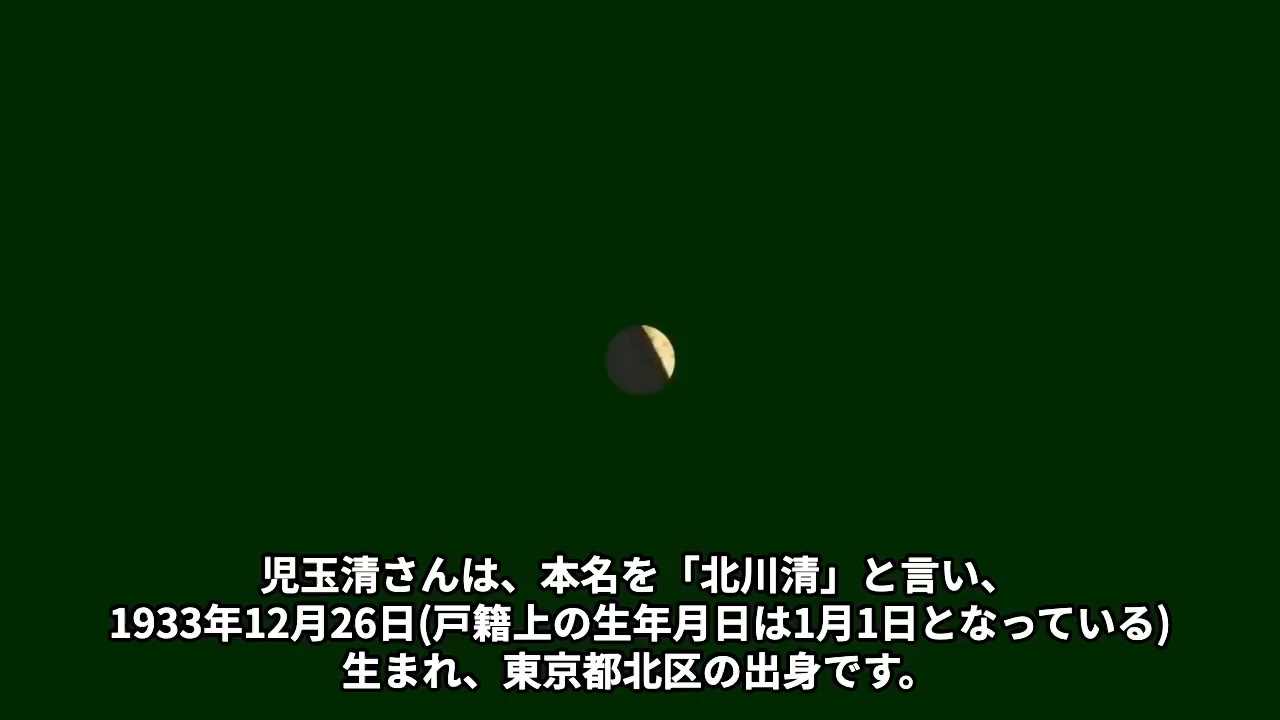 児玉清さんは、本名を「北川清」と言い、
1933年12月26日(戸籍上の生年月日は1月1日となっている)
生まれ、東京都北区の出身です。